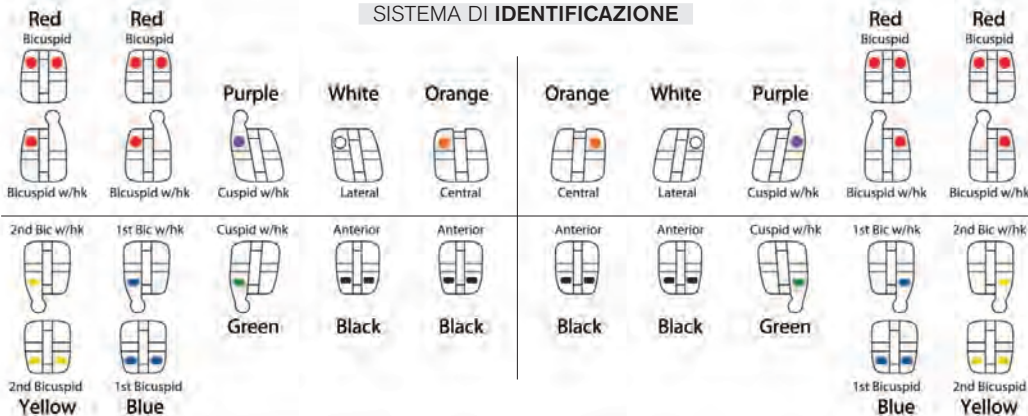 SISTEMA DI IDENTIFICAZIONE
Red Red Red Red
Bicuspid Bicuspid Bicuspid Bicuspid
Purple White Orange Orange White Purple
Bicuspid w/hk Bicuspid w/hk Cuspid w/hk Lateral Central Central Lateral Cuspid w/hk Bicuspid w/hk Bicuspid w/hk
2nd Bic w/hk 1st Bic w/hk Cuspid w/hk Anterior Anterior Anterior Anterior Cuspid w/hk 1st Bic w/hk 2nd Bic w/hk
Green Black Black Black Black Green
2nd Bicuspid 1st Bicuspid 1st Bicuspid 2nd Bicuspid
Yellow Blue Blue Yellow